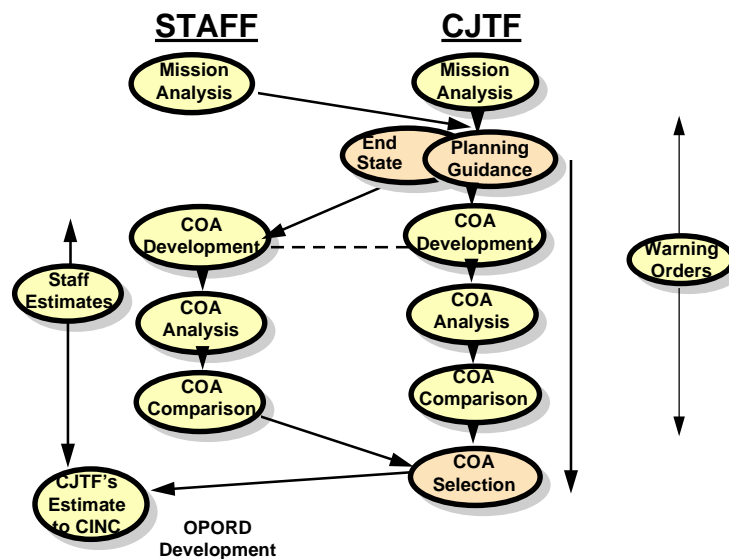 STAFF
CJTF
Mission
Analysis
Mission
Analysis
End
State
Planning
Guidance
COA
Development
COA
Development
Staff
Estimates
Warning
Orders
COA
Analysis
COA
Analysis
COA
Comparison
COA
Comparison
COA
Selection
CJTF's
Estimate
to CINC
OPORD
Development